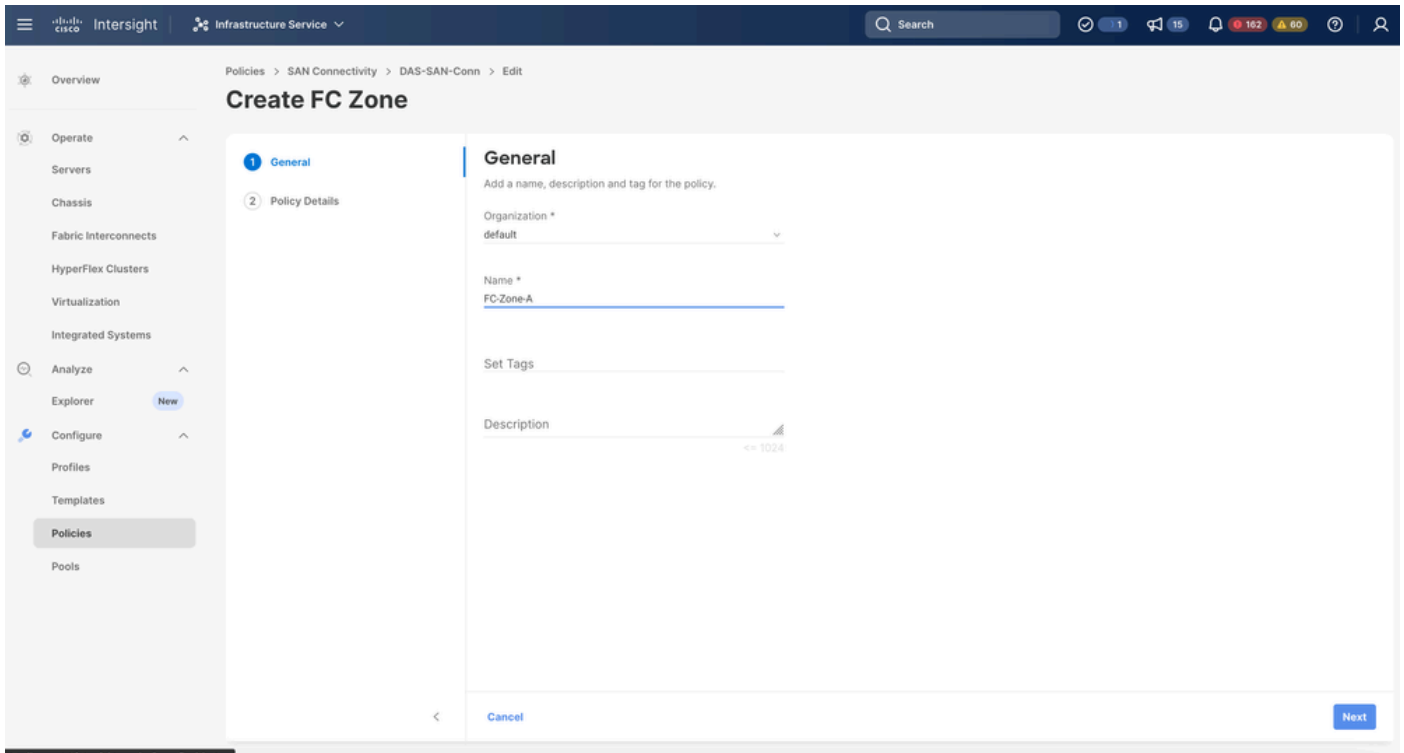 cisco Intersight Infrastructure Service Search 1 15 162 60
Overview
Operate
Servers
Chassis
Fabric Interconnects
HyperFlex Clusters
Virtualization
Integrated Systems
Analyze
Explorer New
Configure
Profiles
Templates
Policies
Pools
Policies > SAN Connectivity > DAS-SAN-Conn > Edit
Create FC Zone
1 General
2 Policy Details
General
Add a name, description and tag for the policy.
Organization *
default
Name *
FC-Zone-A
Set Tags
Description
<= 1024
Cancel Next